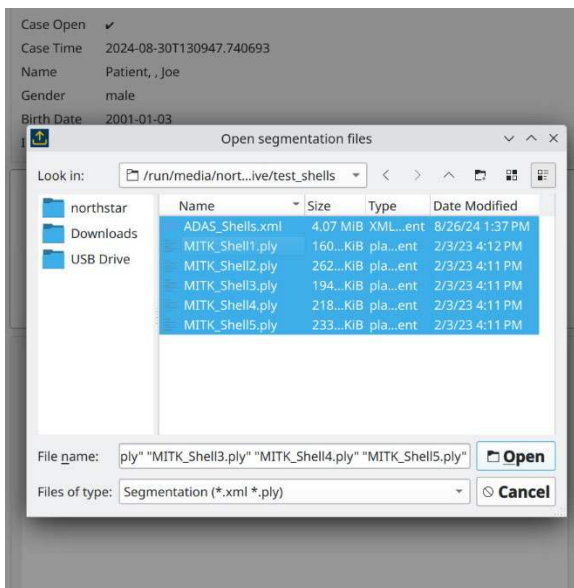 Case Open ✔
Case Time 2024-08-30T130947.740693
Name Patient, , Joe
Gender male
Birth Date 2001-01-03
Open segmentation files
Look in: /run/media/nort...ive/test_shells
northstar
Downloads
USB Drive
Name Size Type Date Modified
ADAS_Shells.xml 4.07 MiB XML...ent 8/26/24 1:37 PM
MITK_Shell1.ply 160...KiB pla...ent 2/3/23 4:12 PM
MITK_Shell2.ply 262...KiB pla...ent 2/3/23 4:11 PM
MITK_Shell3.ply 194...KiB pla...ent 2/3/23 4:11 PM
MITK_Shell4.ply 218...KiB pla...ent 2/3/23 4:11 PM
MITK_Shell5.ply 233...KiB pla...ent 2/3/23 4:11 PM
File name: ply" "MITK_Shell3.ply" "MITK_Shell4.ply" "MITK_Shell5.ply" Open
Files of type: Segmentation (*.xml *.ply) Cancel